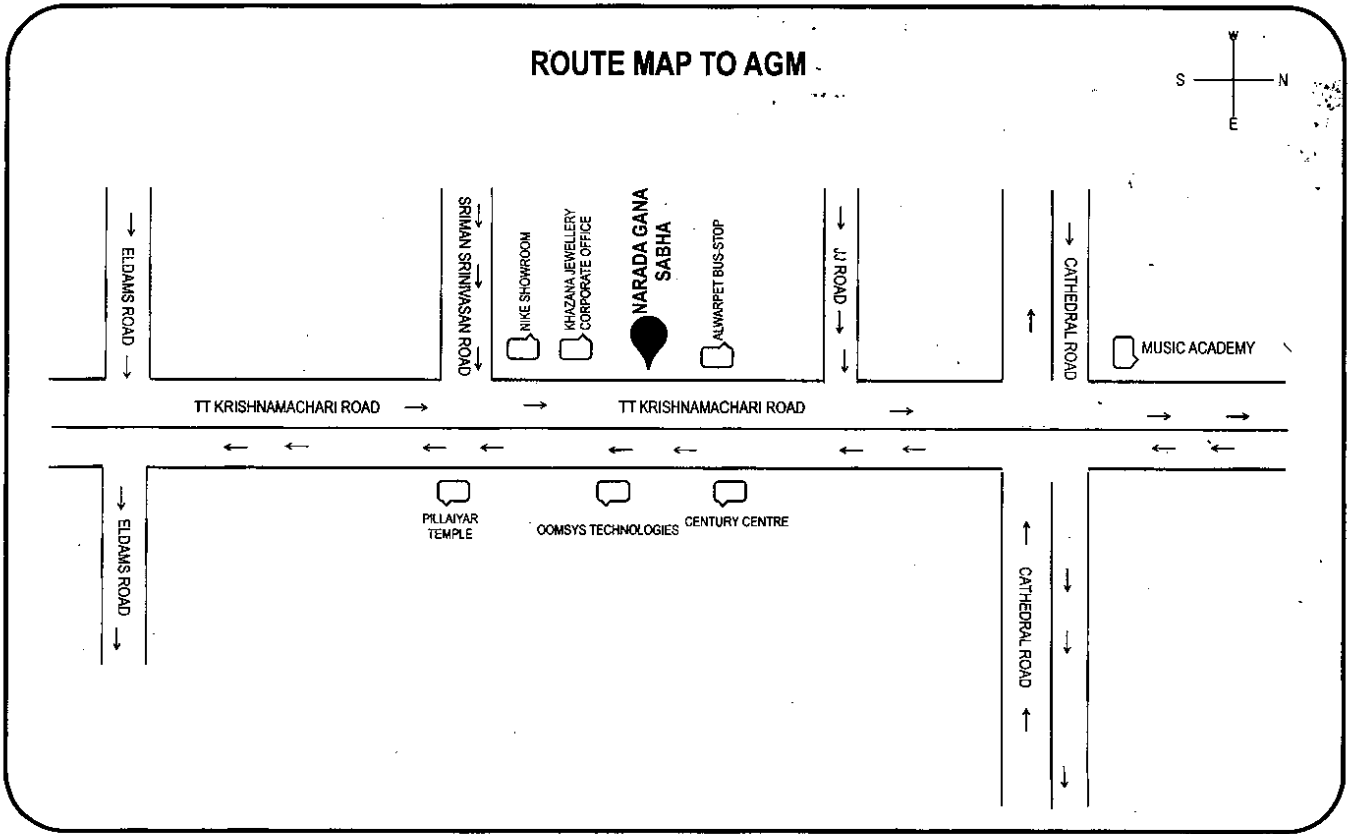 ROUTE MAP TO AGM
W
S
N
E
ELDAMS ROAD
SRIMAN SRINIVASAN ROAD
NIKE SHOWROOM
KHAZANA JEWELLERY
CORPORATE OFFICE
NARADA GANA
SABHA
ALWARPET BUS-STOP
JJ ROAD
CATHEDRAL ROAD
MUSIC ACADEMY
TT KRISHNAMACHARI ROAD
TT KRISHNAMACHARI ROAD
PILLAIYAR
TEMPLE
OOMSYS TECHNOLOGIES
CENTURY CENTRE
ELDAMS ROAD
CATHEDRAL ROAD